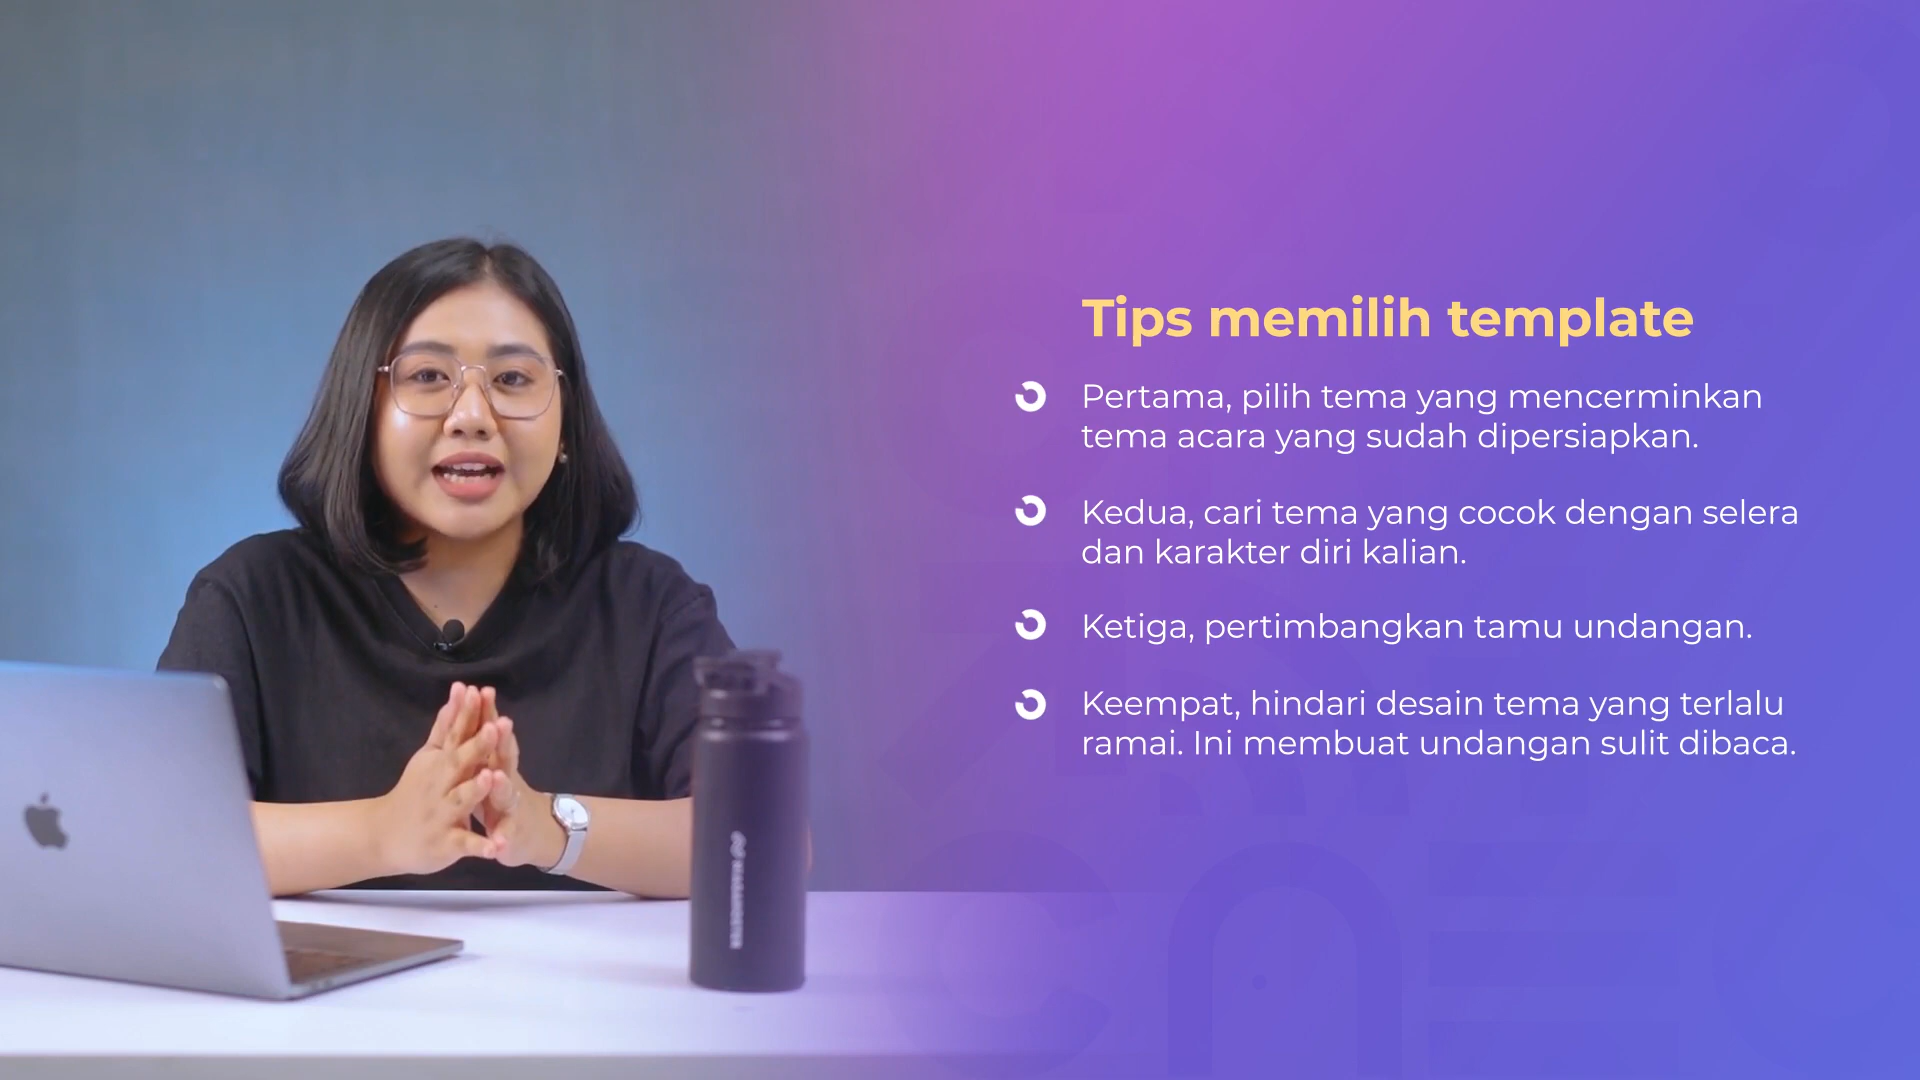 Tips memilih template
Pertama, pilih tema yang mencerminkan
tema acara yang sudah dipersiapkan.
Kedua, cari tema yang cocok dengan selera
dan karakter diri kalian.
Ketiga, pertimbangkan tamu undangan.
Keempat, hindari desain tema yang terlalu
ramai. Ini membuat undangan sulit dibaca.